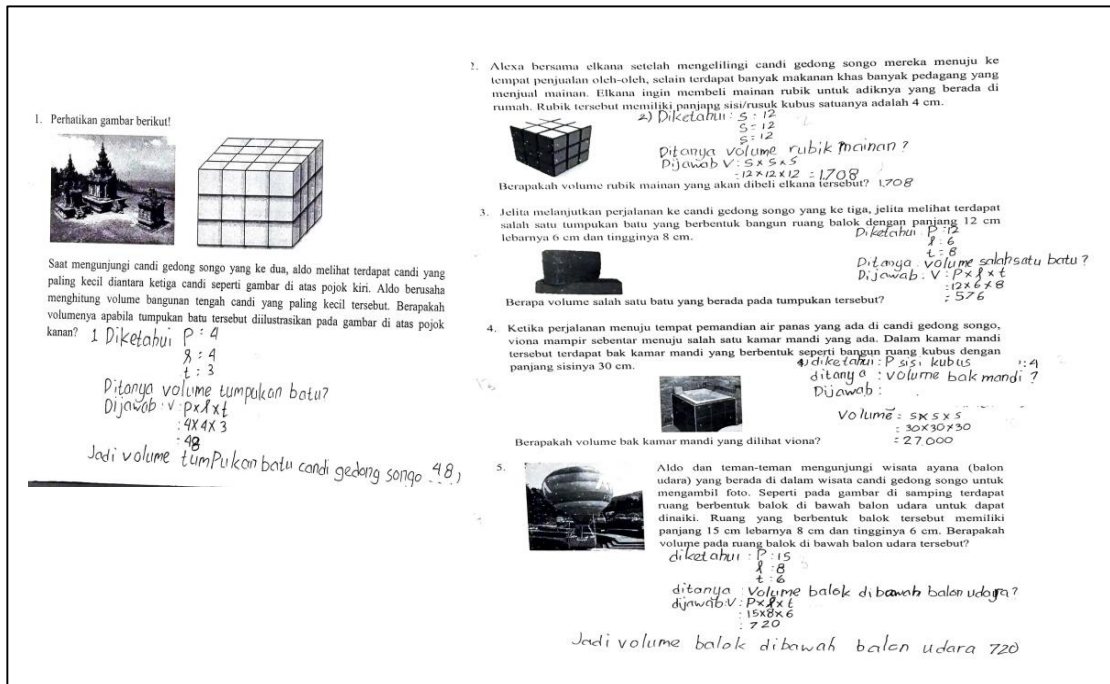 1. Perhatikan gambar berikut!
Saat mengunjungi candi gedong songo yang ke dua, aldo melihat terdapat candi yang
paling kecil diantara ketiga candi seperti gambar di atas pojok kiri. Aldo berusaha
menghitung volume bangunan tengah candi yang paling kecil tersebut. Berapakah
volumenya apabila tumpukan batu tersebut diilustrasikan pada gambar di atas pojok
kanan?
1 Diketahui P : 4
l : 4
t : 3
Ditanya volume tumpukan batu?
Dijawab : v : pxlxt
: 4x4x3
: 48
Jadi volume tumpukan batu candi gedong songo 48,
2. Alexa bersama elkana setelah mengelilingi candi gedong songo mereka menuju ke
tempat penjualan oleh-oleh, selain terdapat banyak makanan khas banyak pedagang yang
menjual mainan. Elkana ingin membeli mainan rubik untuk adiknya yang berada di
rumah. Rubik tersebut memiliki panjang sisi/rusuk kubus satuanya adalah 4 cm.
2) Diketahui : S : 12
S = 12
S = 12
Ditanya volume rubik mainan ?
Dijawab V : S x S x S
: 12 x 12 x 12 = 1.708
Berapakah volume rubik mainan yang akan dibeli elkana tersebut? 1.708
3. Jelita melanjutkan perjalanan ke candi gedong songo yang ke tiga, jelita melihat terdapat
salah satu tumpukan batu yang berbentuk bangun ruang balok dengan panjang 12 cm
lebarnya 6 cm dan tingginya 8 cm.
Diketahui P : 12
l : 6
t : 8
Ditanya : volume salah satu batu ?
Dijawab : V : P x l x t
: 12 x 6 x 8
: 576
Berapa volume salah satu batu yang berada pada tumpukan tersebut?
4. Ketika perjalanan menuju tempat pemandian air panas yang ada di candi gedong songo,
viona mampir sebentar menuju salah satu kamar mandi yang ada. Dalam kamar mandi
tersebut terdapat bak kamar mandi yang berbentuk seperti bangun ruang kubus dengan
panjang sisinya 30 cm.
4) diketahui : P sisi kubus : 4
ditanya : volume bak mandi ?
Dijawab :
Volume = S x S x S
: 30 x 30 x 30
= 27.000
Berapakah volume bak kamar mandi yang dilihat viona?
5. Aldo dan teman-teman mengunjungi wisata ayana (balon
udara) yang berada di dalam wisata candi gedong songo untuk
mengambil foto. Seperti pada gambar di samping terdapat
ruang berbentuk balok di bawah balon udara untuk dapat
dinaiki. Ruang yang berbentuk balok tersebut memiliki
panjang 15 cm lebarnya 8 cm dan tingginya 6 cm. Berapakah
volume pada ruang balok di bawah balon udara tersebut?
diketahui : P : 15
l : 8
t : 6
ditanya : Volume balok dibawah balon udara ?
dijawab : V : P x l x t
: 15x8x6
: 720
Jadi volume balok dibawah balon udara 720